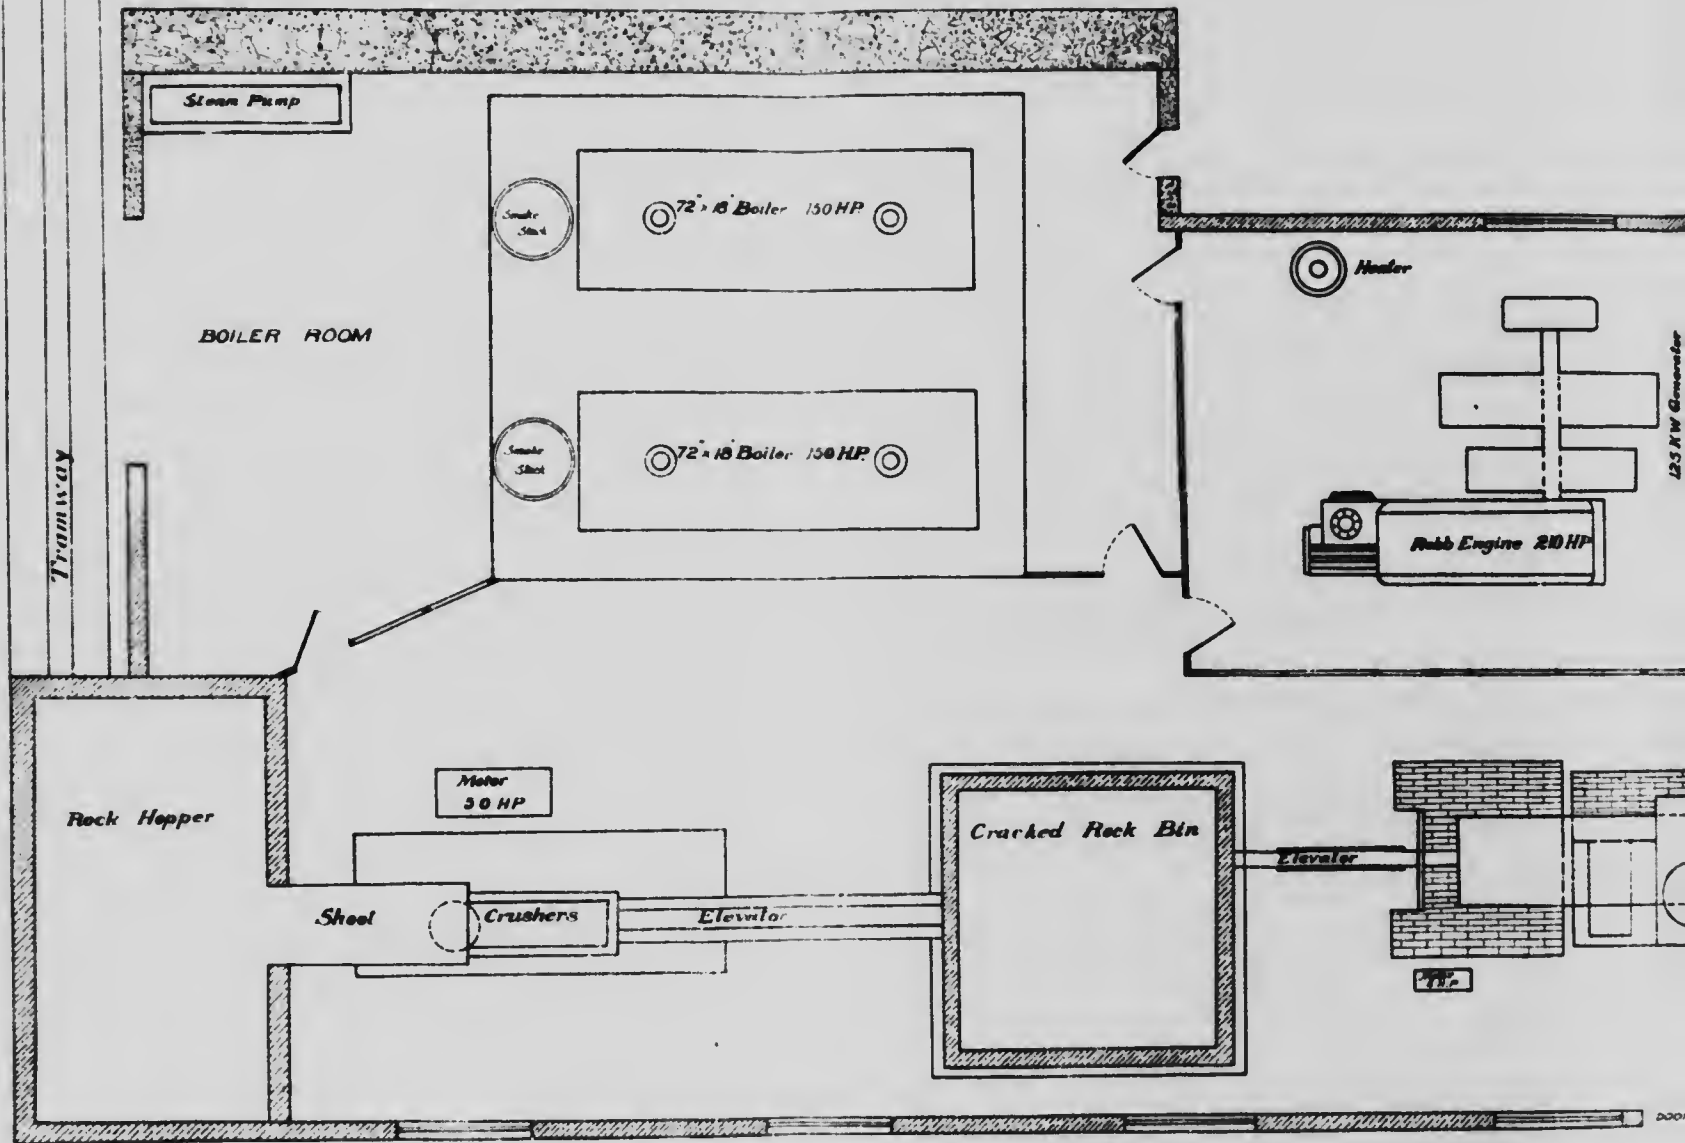 Steam Pump
Smoke
Stack
72" × 18' Boiler 150 HP.
Heater
BOILER ROOM
125 KW Generator
Tramway
Smoke
Stack
72" × 18' Boiler 150 HP.
Robb Engine 210 HP
Motor
50 HP
Rock Hopper
Cracked Rock Bin
Elevator
Shoot
Crushers
Elevator
DOOR